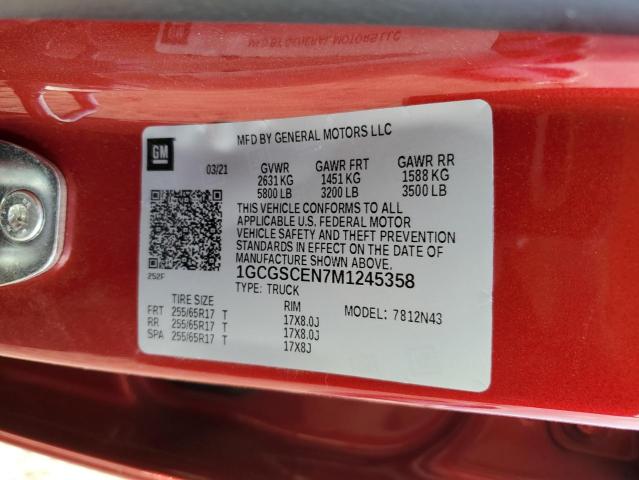 MFD BY GENERAL MOTORS LLC
GM
03/21 GVWR GAWR FRT GAWR RR
2631 KG 1451 KG 1588 KG
5800 LB 3200 LB 3500 LB
THIS VEHICLE CONFORMS TO ALL
APPLICABLE U.S. FEDERAL MOTOR
VEHICLE SAFETY AND THEFT PREVENTION
STANDARDS IN EFFECT ON THE DATE OF
MANUFACTURE SHOWN ABOVE.
252F 1GCGSCEN7M1245358
TYPE: TRUCK
TIRE SIZE RIM MODEL: 7812N43
FRT 255/65R17 T 17X8.0J
RR 255/65R17 T 17X8.0J
SPA 255/65R17 T 17X8J